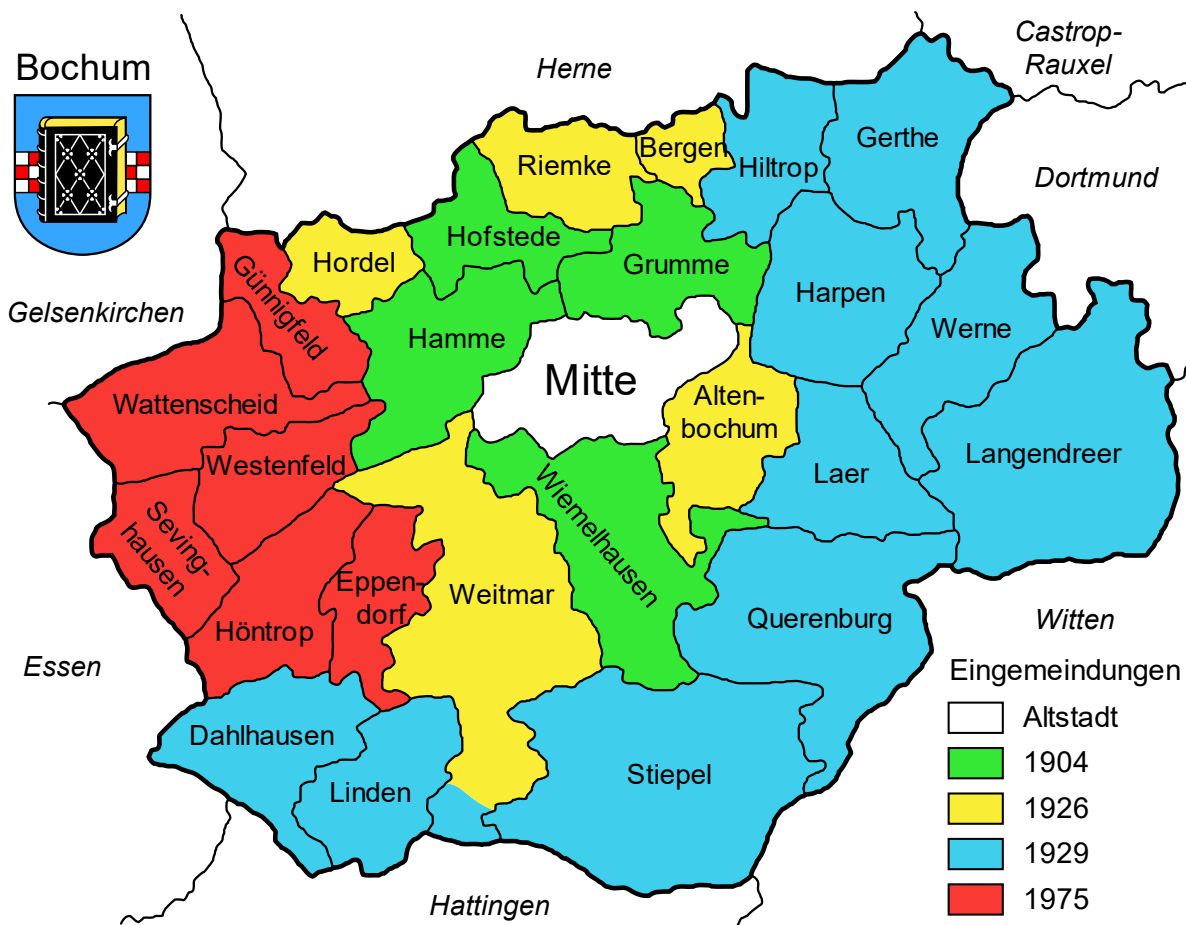 Bochum
Herne
Castrop-
Rauxel
Dortmund
Gelsenkirchen
Essen
Witten
Hattingen
Gerthe
Hiltrop
Bergen
Riemke
Hofstede
Hordel
Grumme
Günnigfeld
Harpen
Werne
Hamme
Mitte
Wattenscheid
Alten-
bochum
Langendreer
Westenfeld
Laer
Wiemelhausen
Seving-
hausen
Eppen-
dorf
Weitmar
Höntrop
Querenburg
Dahlhausen
Linden
Stiepel
Eingemeindungen
Altstadt
1904
1926
1929
1975